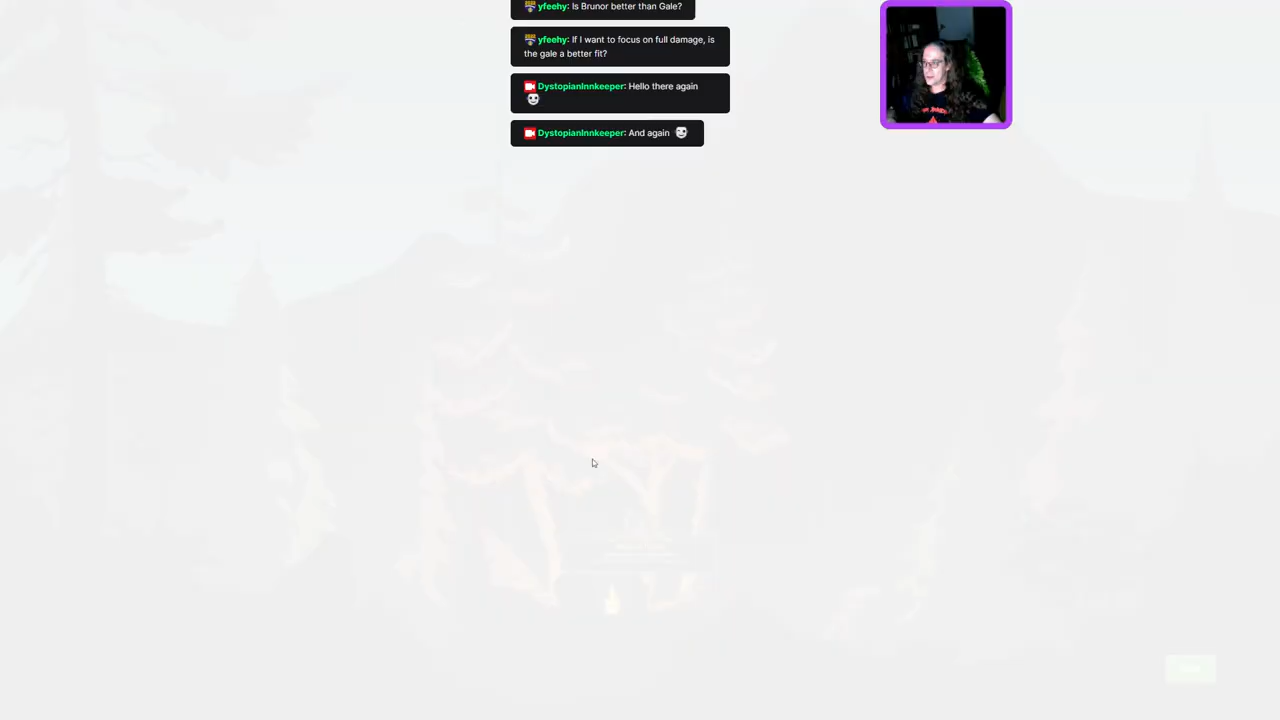 yfeehy: Is Brunor better than Gale?
yfeehy: If I want to focus on full damage, is
the gale a better fit?
DystopianInnkeeper: Hello there again
DystopianInnkeeper: And again